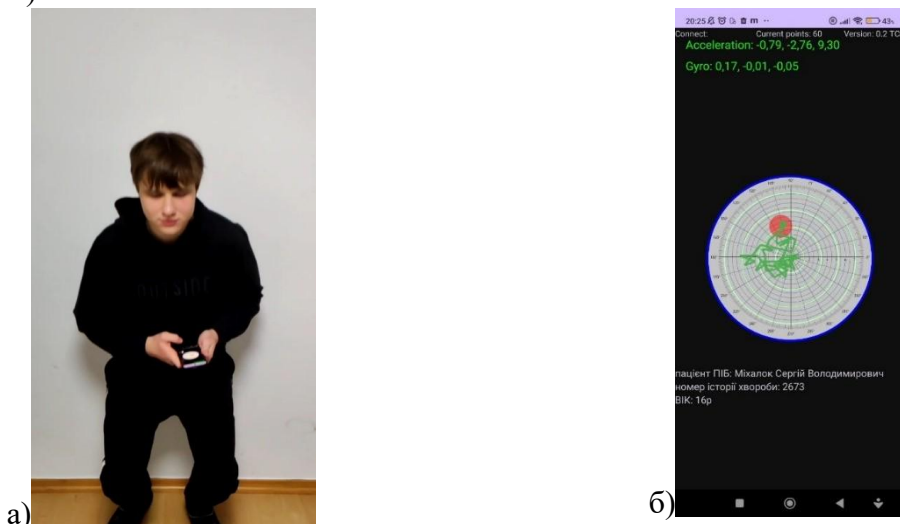 20:25
43%
Connect: Current points: 60 Version: 0.2 TC
Acceleration: -0,79, -2,76, 9,30
Gyro: 0,17, -0,01, -0,05
пацієнт ПІБ: Міхалок Сергій Володимирович
номер історії хвороби: 2673
ВІК: 16р
а)
б)